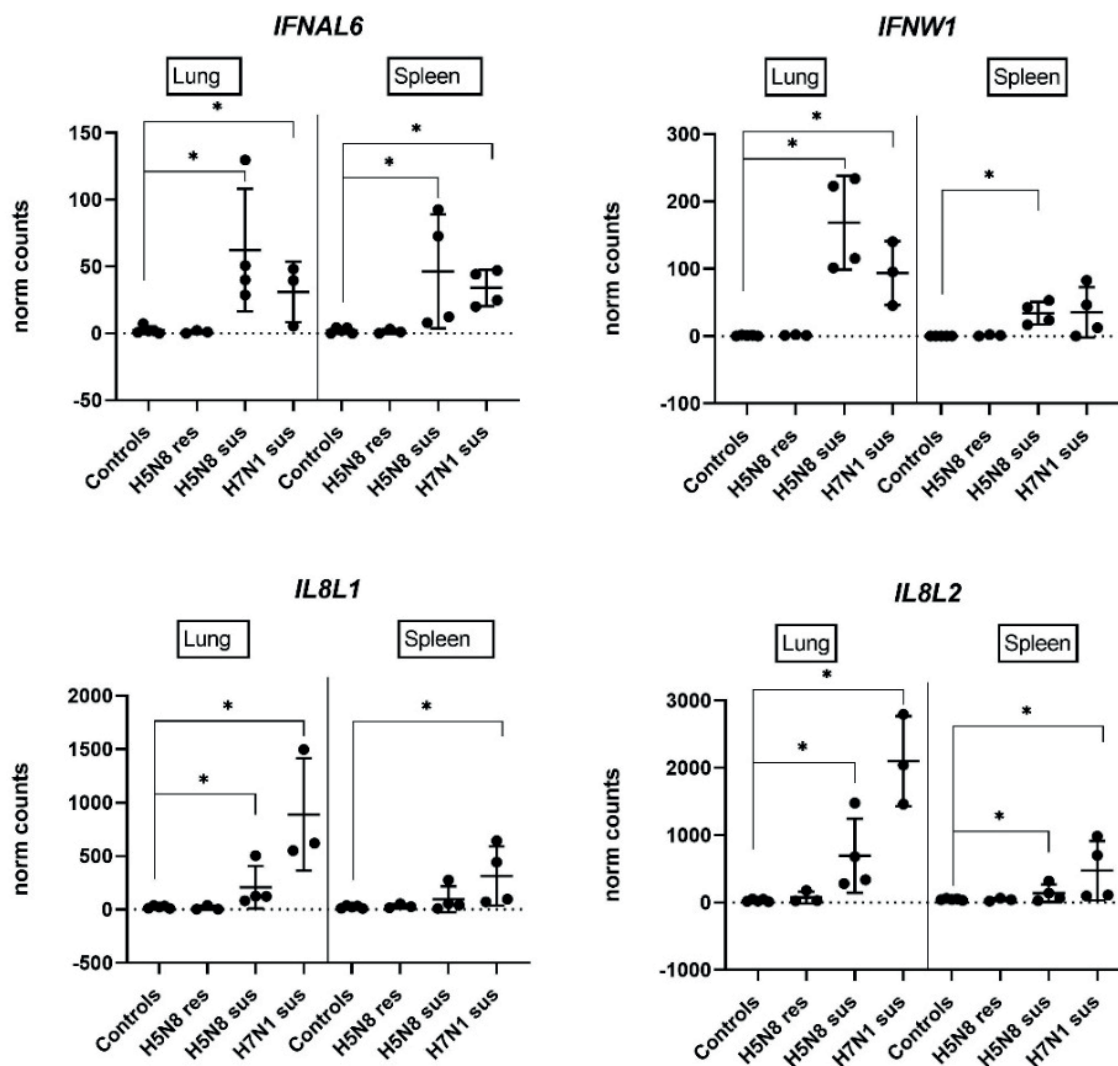 IFNAL6
Lung
Spleen
*
*
*
*
norm counts
150
100
50
0
-50
Controls
H5N8 res
H5N8 sus
H7N1 sus
Controls
H5N8 res
H5N8 sus
H7N1 sus
IFNW1
Lung
Spleen
*
*
*
norm counts
300
200
100
0
-100
Controls
H5N8 res
H5N8 sus
H7N1 sus
Controls
H5N8 res
H5N8 sus
H7N1 sus
IL8L1
Lung
Spleen
*
*
*
norm counts
2000
1500
1000
500
0
-500
Controls
H5N8 res
H5N8 sus
H7N1 sus
Controls
H5N8 res
H5N8 sus
H7N1 sus
IL8L2
Lung
Spleen
*
*
*
*
norm counts
3000
2000
1000
0
-1000
Controls
H5N8 res
H5N8 sus
H7N1 sus
Controls
H5N8 res
H5N8 sus
H7N1 sus